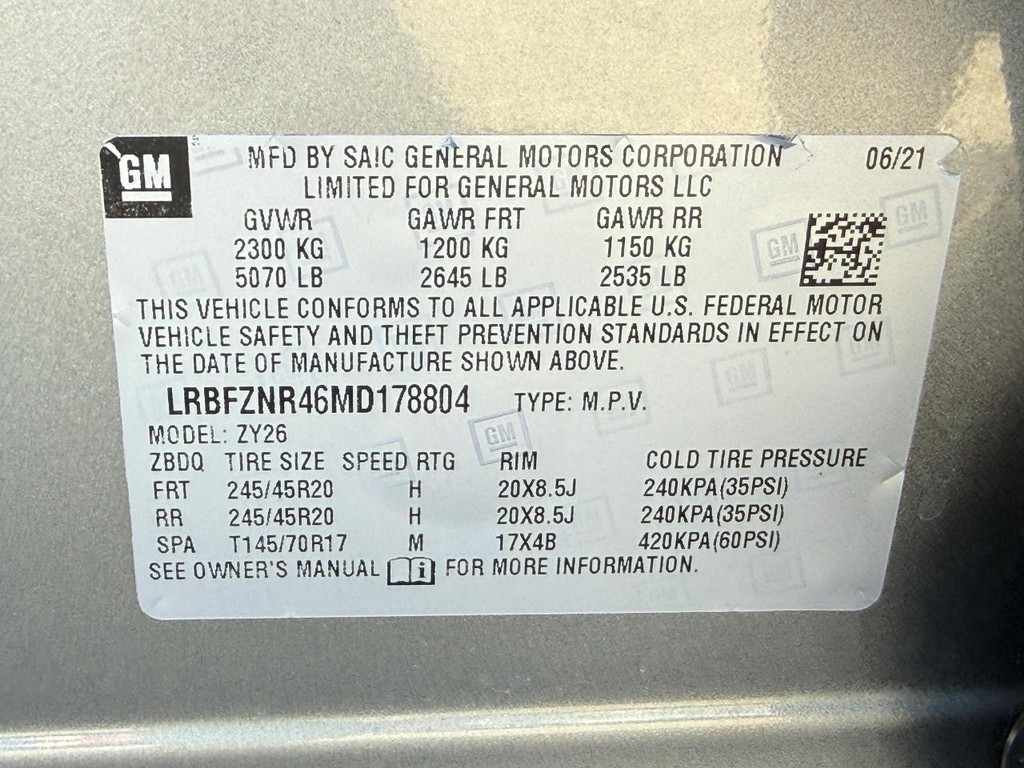 GM
MFD BY SAIC GENERAL MOTORS CORPORATION 06/21
LIMITED FOR GENERAL MOTORS LLC
GVWR GAWR FRT GAWR RR
2300 KG 1200 KG 1150 KG
5070 LB 2645 LB 2535 LB
THIS VEHICLE CONFORMS TO ALL APPLICABLE U.S. FEDERAL MOTOR
VEHICLE SAFETY AND THEFT PREVENTION STANDARDS IN EFFECT ON
THE DATE OF MANUFACTURE SHOWN ABOVE.
LRBFZNR46MD178804 TYPE: M.P.V.
MODEL: ZY26
ZBDQ TIRE SIZE SPEED RTG RIM COLD TIRE PRESSURE
FRT 245/45R20 H 20X8.5J 240KPA(35PSI)
RR 245/45R20 H 20X8.5J 240KPA(35PSI)
SPA T145/70R17 M 17X4B 420KPA(60PSI)
SEE OWNER'S MANUAL i FOR MORE INFORMATION.